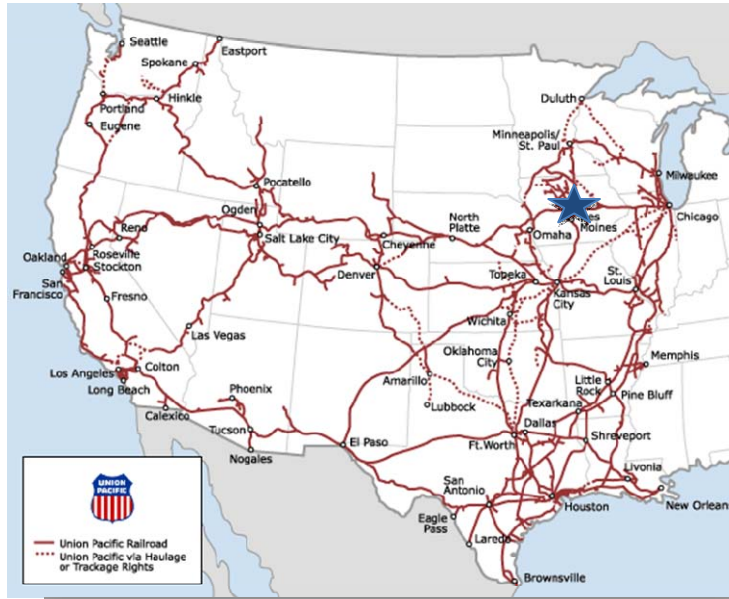 Seattle
Eastport
Spokane
Hinkle
Portland
Eugene
Duluth
Minneapolis/
St. Paul
Milwaukee
Chicago
Pocatello
Ogden
Salt Lake City
Reno
Roseville
Oakland
Stockton
San
Francisco
Fresno
Cheyenne
North
Platte
Omaha
Moines
Denver
Topeka
Kansas
City
St.
Louis
Las Vegas
Wichita
Oklahoma
City
Los Angeles
Colton
Long Beach
Calexico
Phoenix
Tucson
Nogales
El Paso
Amarillo
Lubbock
Memphis
Little
Rock
Pine Bluff
Texarkana
Dallas
Ft.Worth
Shreveport
Livonia
New Orleans
Houston
San
Antonio
Eagle
Pass
Laredo
Brownsville
UNION
PACIFIC
Union Pacific Railroad
Union Pacific via Haulage
or Trackage Rights